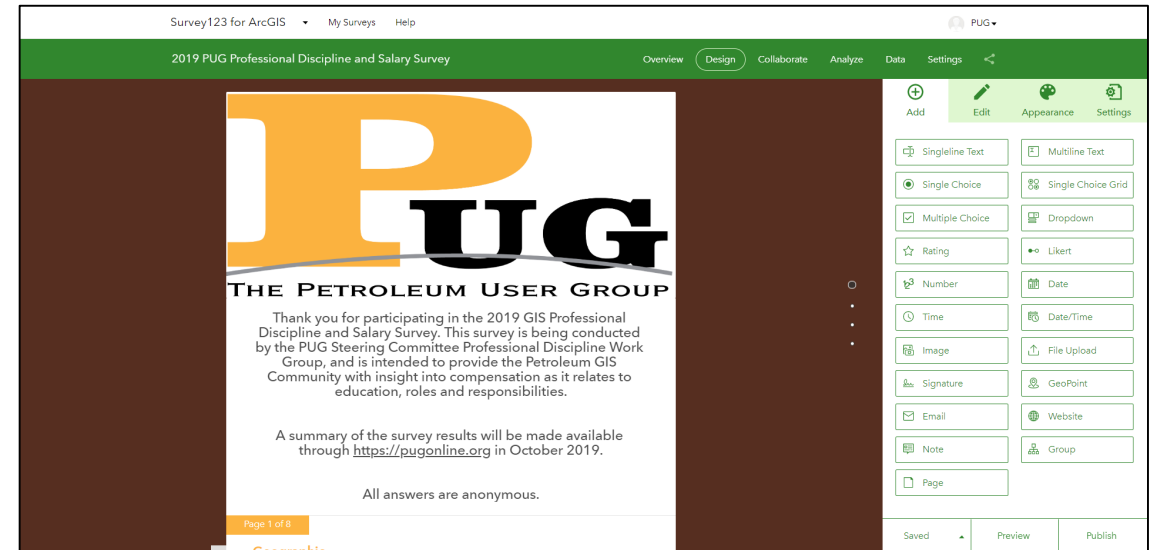 Survey123 for ArcGIS My Surveys Help PUG
2019 PUG Professional Discipline and Salary Survey Overview Design Collaborate Analyze Data Settings
PUG
THE PETROLEUM USER GROUP
Thank you for participating in the 2019 GIS Professional
Discipline and Salary Survey. This survey is being conducted
by the PUG Steering Committee Professional Discipline Work
Group, and is intended to provide the Petroleum GIS
Community with insight into compensation as it relates to
education, roles and responsibilities.
A summary of the survey results will be made available
through https://pugonline.org in October 2019.
All answers are anonymous.
Page 1 of 8
Add Edit Appearance Settings
Singleline Text Multiline Text
Single Choice Single Choice Grid
Multiple Choice Dropdown
Rating Likert
Number Date
Time Date/Time
Image File Upload
Signature GeoPoint
Email Website
Note Group
Page
Saved Preview Publish